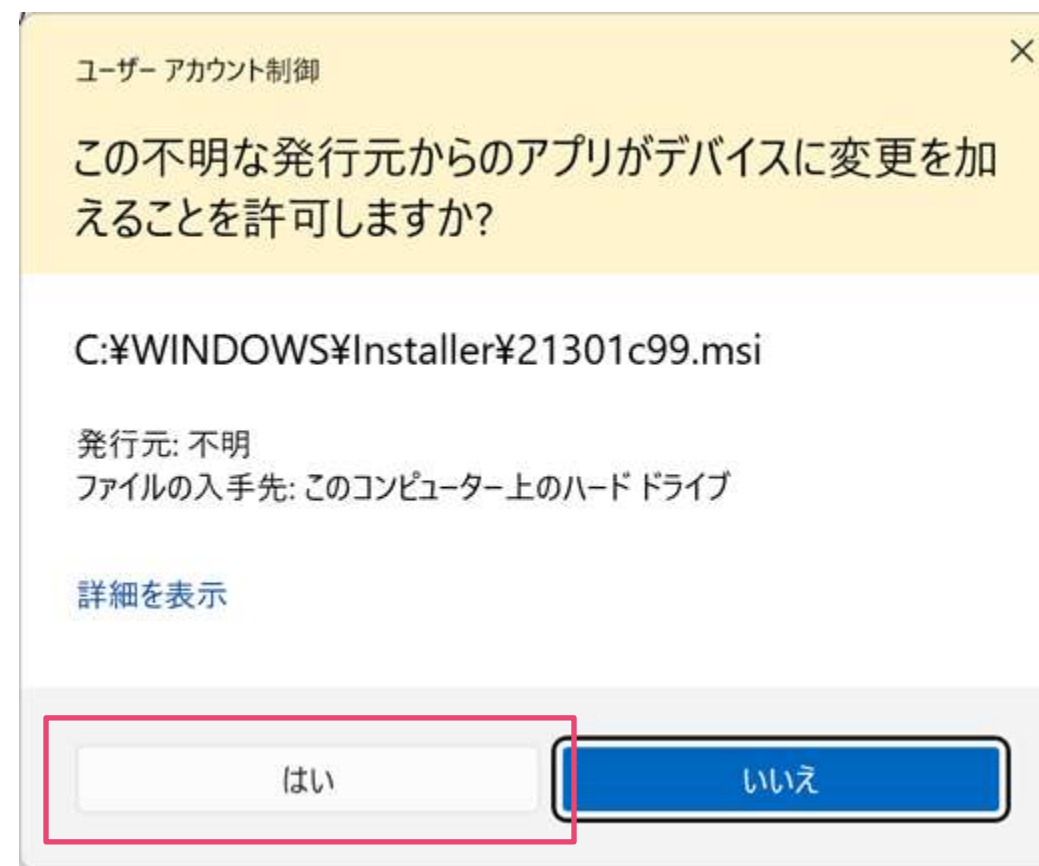 ユーザー アカウント制御
この不明な発行元からのアプリがデバイスに変更を加
えることを許可しますか?
C:¥WINDOWS¥Installer¥21301c99.msi
発行元: 不明
ファイルの入手先: このコンピューター上のハード ドライブ
詳細を表示
はい
いいえ